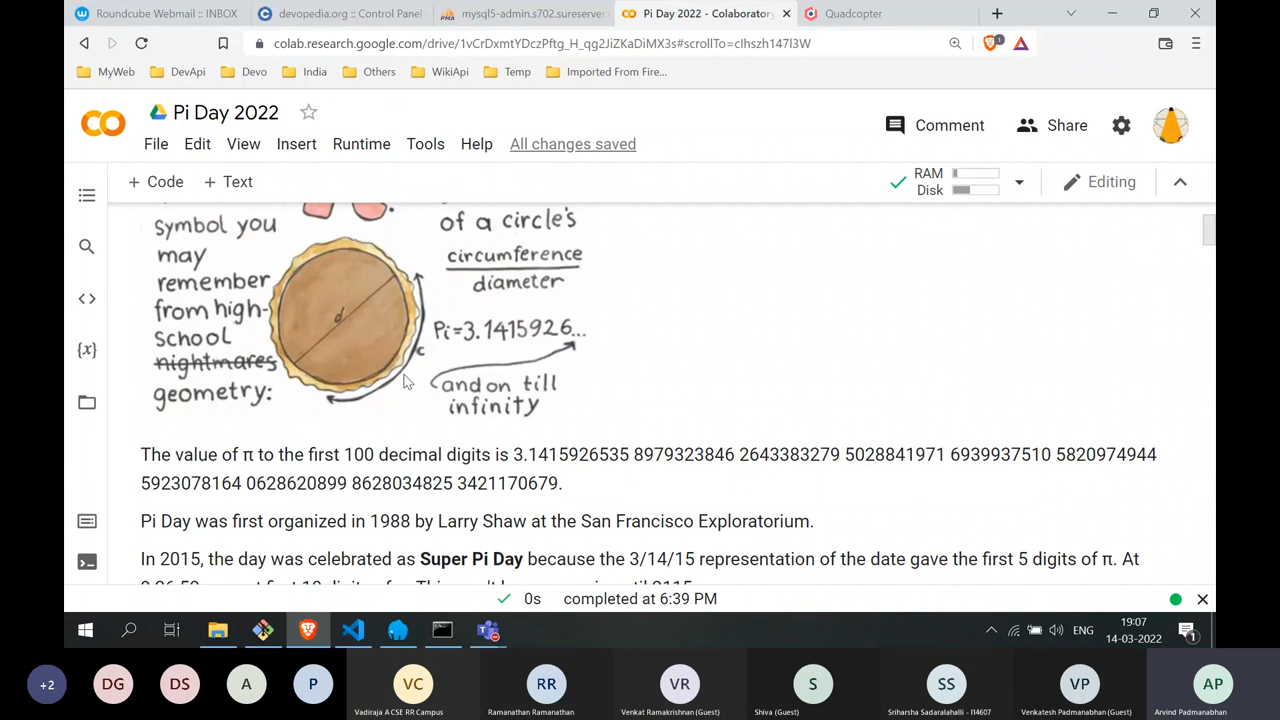 Roundcube Webmail :: INBOX
devopedia.org :: Control Panel
mysql5-admin.s702.sureserver.
Pi Day 2022 - Colaboratory
Quadcopter
colab.research.google.com/drive/1vCrDxmtYDczPftg_H_qg2JiZKaDiMX3s#scrollTo=cIhszh147l3W
1
MyWeb
DevApi
Devo
India
Others
WikiApi
Temp
Imported From Fire...
CO
Pi Day 2022
Comment
Share
File Edit View Insert Runtime Tools Help All changes saved
+ Code + Text
RAM
Disk
Editing
symbol you
may
remember
from high-
school
nightmares
geometry:
d
c
of a circle's
circumference
diameter
Pi=3.1415926...
and on till
infinity
The value of π to the first 100 decimal digits is 3.1415926535 8979323846 2643383279 5028841971 6939937510 5820974944
5923078164 0628620899 8628034825 3421170679.
Pi Day was first organized in 1988 by Larry Shaw at the San Francisco Exploratorium.
In 2015, the day was celebrated as Super Pi Day because the 3/14/15 representation of the date gave the first 5 digits of π. At
{x}
0s completed at 6:39 PM
ENG
19:07
14-03-2022
1
+2
DG
DS
A
P
VC
Vadiraja A CSE RR Campus
RR
Ramanathan Ramanathan
VR
Venkat Ramakrishnan (Guest)
S
Shiva (Guest)
SS
Sriharsha Sadaralahalli - I14607
VP
Venkatesh Padmanabhan (Guest)
AP
Arvind Padmanabhan